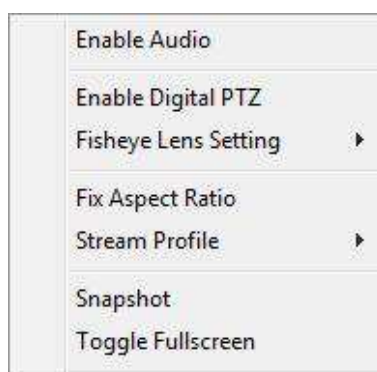 Enable Audio
Enable Digital PTZ
Fisheye Lens Setting
Fix Aspect Ratio
Stream Profile
Snapshot
Toggle Fullscreen